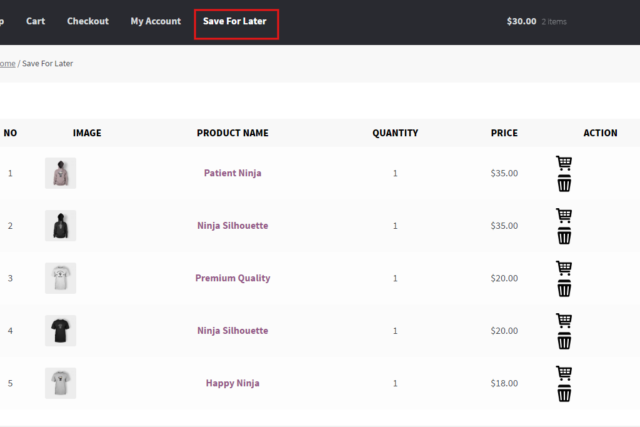 p Cart Checkout My Account Save For Later $30.00 2 items
ome / Save For Later
NO IMAGE PRODUCT NAME QUANTITY PRICE ACTION
1 Patient Ninja 1 $35.00
2 Ninja Silhouette 1 $35.00
3 Premium Quality 1 $20.00
4 Ninja Silhouette 1 $20.00
5 Happy Ninja 1 $18.00